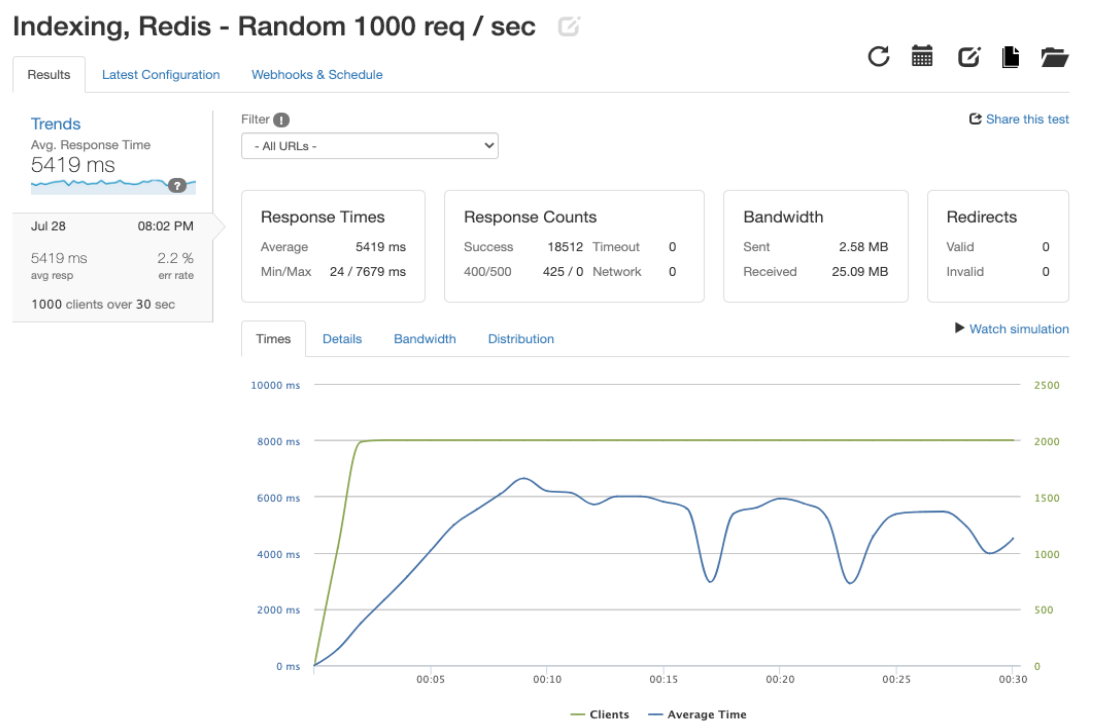 Indexing, Redis - Random 1000 req / sec
Results
Latest Configuration
Webhooks & Schedule
Trends
Avg. Response Time
5419 ms
?
Jul 28 08:02 PM
5419 ms 2.2 %
avg resp err rate
1000 clients over 30 sec
Filter !
- All URLs -
Share this test
Response Times
Average 5419 ms
Min/Max 24 / 7679 ms
Response Counts
Success 18512 Timeout 0
400/500 425 / 0 Network 0
Bandwidth
Sent 2.58 MB
Received 25.09 MB
Redirects
Valid 0
Invalid 0
Times Details Bandwidth Distribution
Watch simulation
10000 ms 2500
8000 ms 2000
6000 ms 1500
4000 ms 1000
2000 ms 500
0 ms 0
00:05 00:10 00:15 00:20 00:25 00:30
Clients Average Time